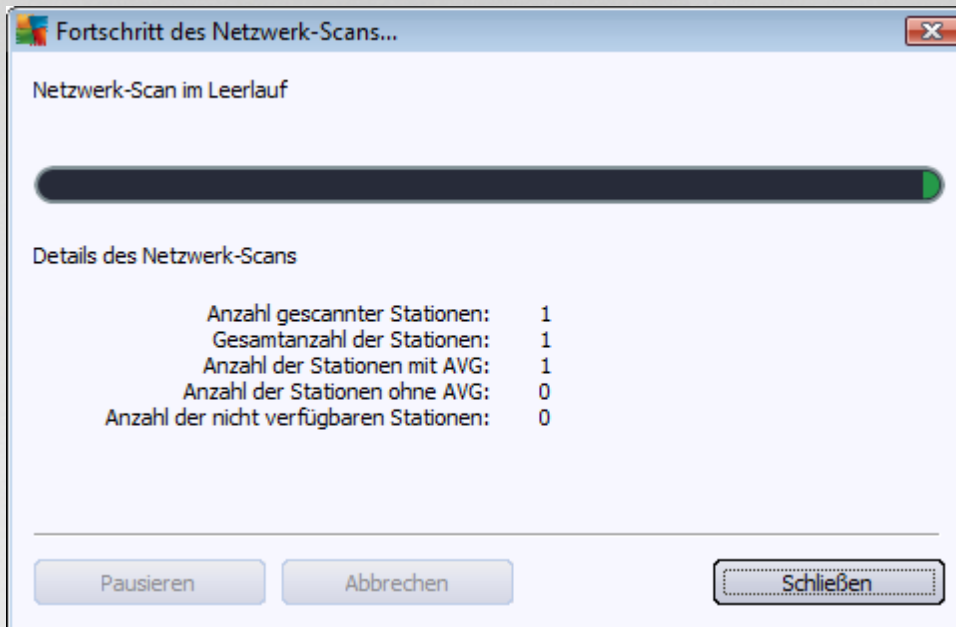 Fortschritt des Netzwerk-Scans...
Netzwerk-Scan im Leerlauf
Details des Netzwerk-Scans
Anzahl gescannter Stationen: 1
Gesamtanzahl der Stationen: 1
Anzahl der Stationen mit AVG: 1
Anzahl der Stationen ohne AVG: 0
Anzahl der nicht verfügbaren Stationen: 0
Pausieren Abbrechen Schließen